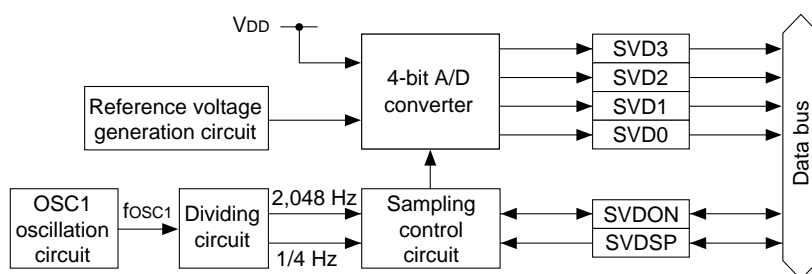 VDD
4-bit A/D
converter
SVD3
SVD2
SVD1
SVD0
Reference voltage
generation circuit
Data bus
OSC1
oscillation
circuit
fOSC1
Dividing
circuit
2,048 Hz
1/4 Hz
Sampling
control
circuit
SVDON
SVDSP